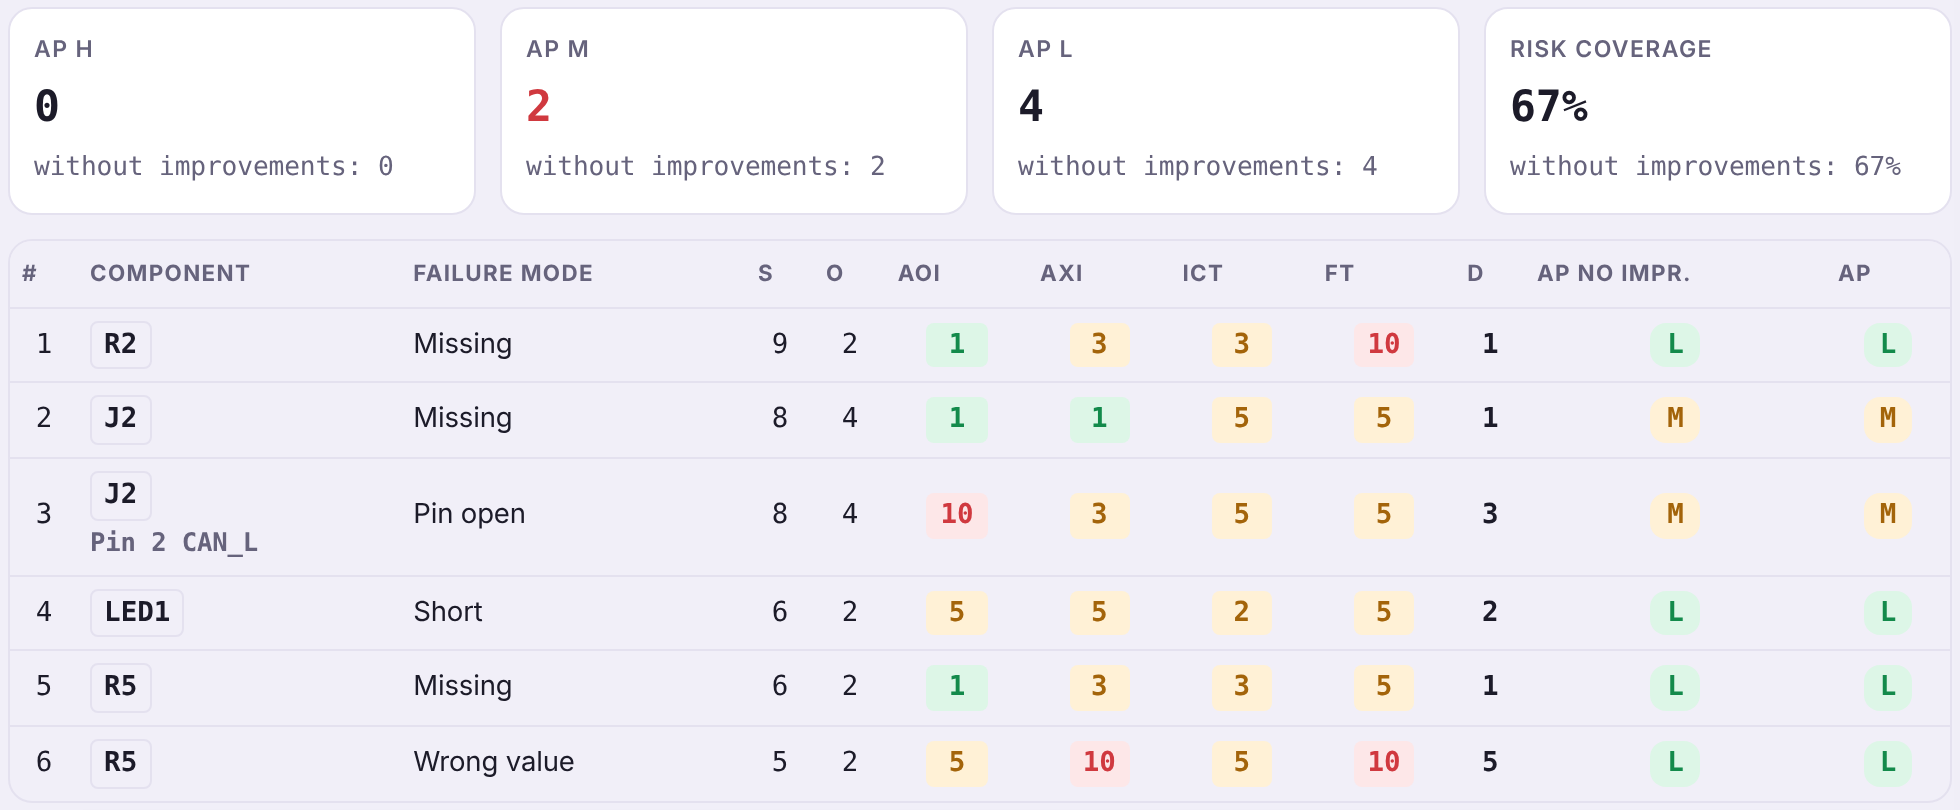 AP H
0
without improvements: 0
AP M
2
without improvements: 2
AP L
4
without improvements: 4
RISK COVERAGE
67%
without improvements: 67%
# COMPONENT FAILURE MODE S O AOI AXI ICT FT D AP NO IMPR. AP
1 R2 Missing 9 2 1 3 3 10 1 L L
2 J2 Missing 8 4 1 1 5 5 1 M M
3 J2 Pin open 8 4 10 3 5 5 3 M M
Pin 2 CAN_L
4 LED1 Short 6 2 5 5 2 5 2 L L
5 R5 Missing 6 2 1 3 3 5 1 L L
6 R5 Wrong value 5 2 5 10 5 10 5 L L